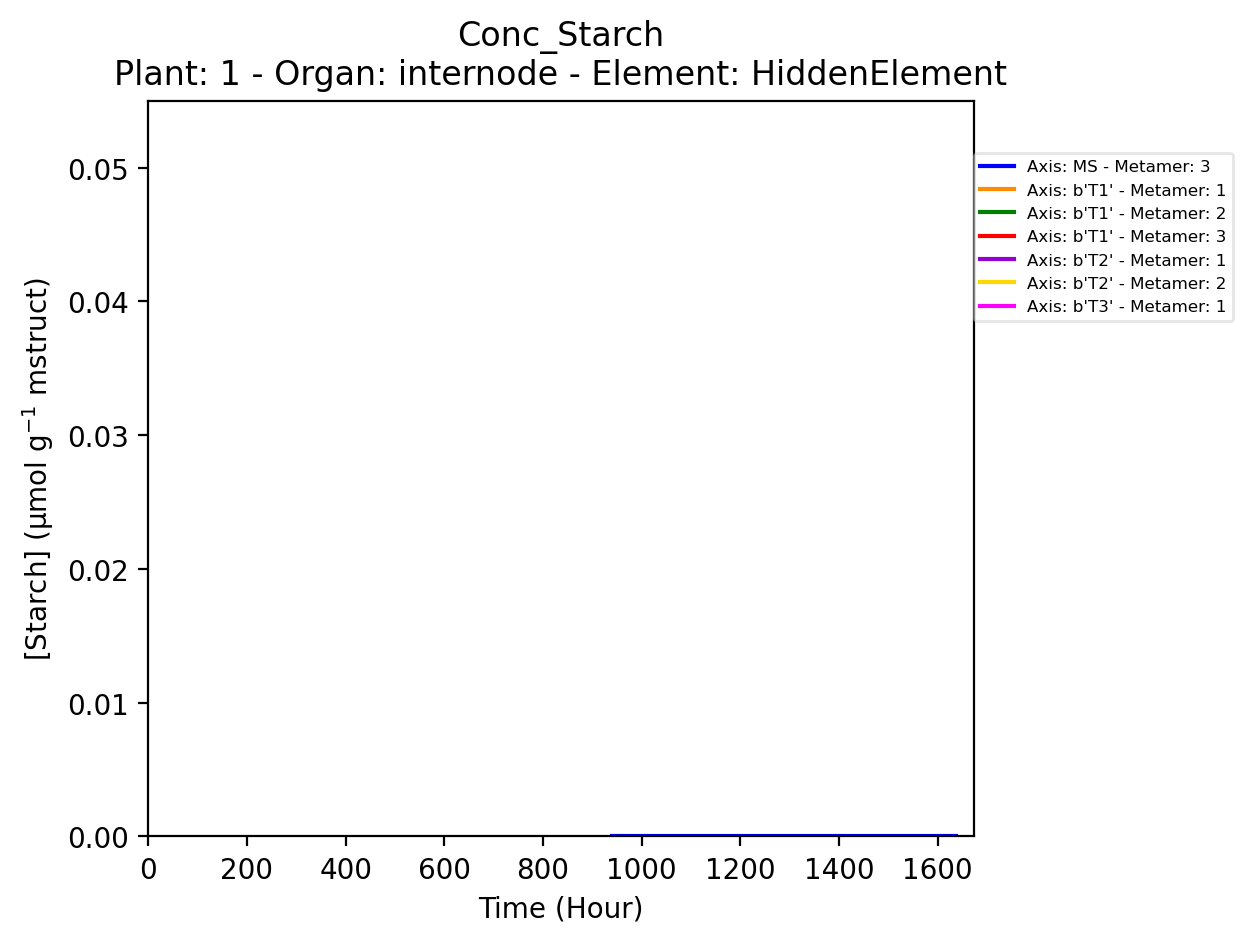 Conc_Starch
Plant: 1 - Organ: internode - Element: HiddenElement
[Starch] (µmol g⁻¹ mstruct)
0.05
0.04
0.03
0.02
0.01
0.00
0 200 400 600 800 1000 1200 1400 1600
Time (Hour)
Axis: MS - Metamer: 3
Axis: b'T1' - Metamer: 1
Axis: b'T1' - Metamer: 2
Axis: b'T1' - Metamer: 3
Axis: b'T2' - Metamer: 1
Axis: b'T2' - Metamer: 2
Axis: b'T3' - Metamer: 1